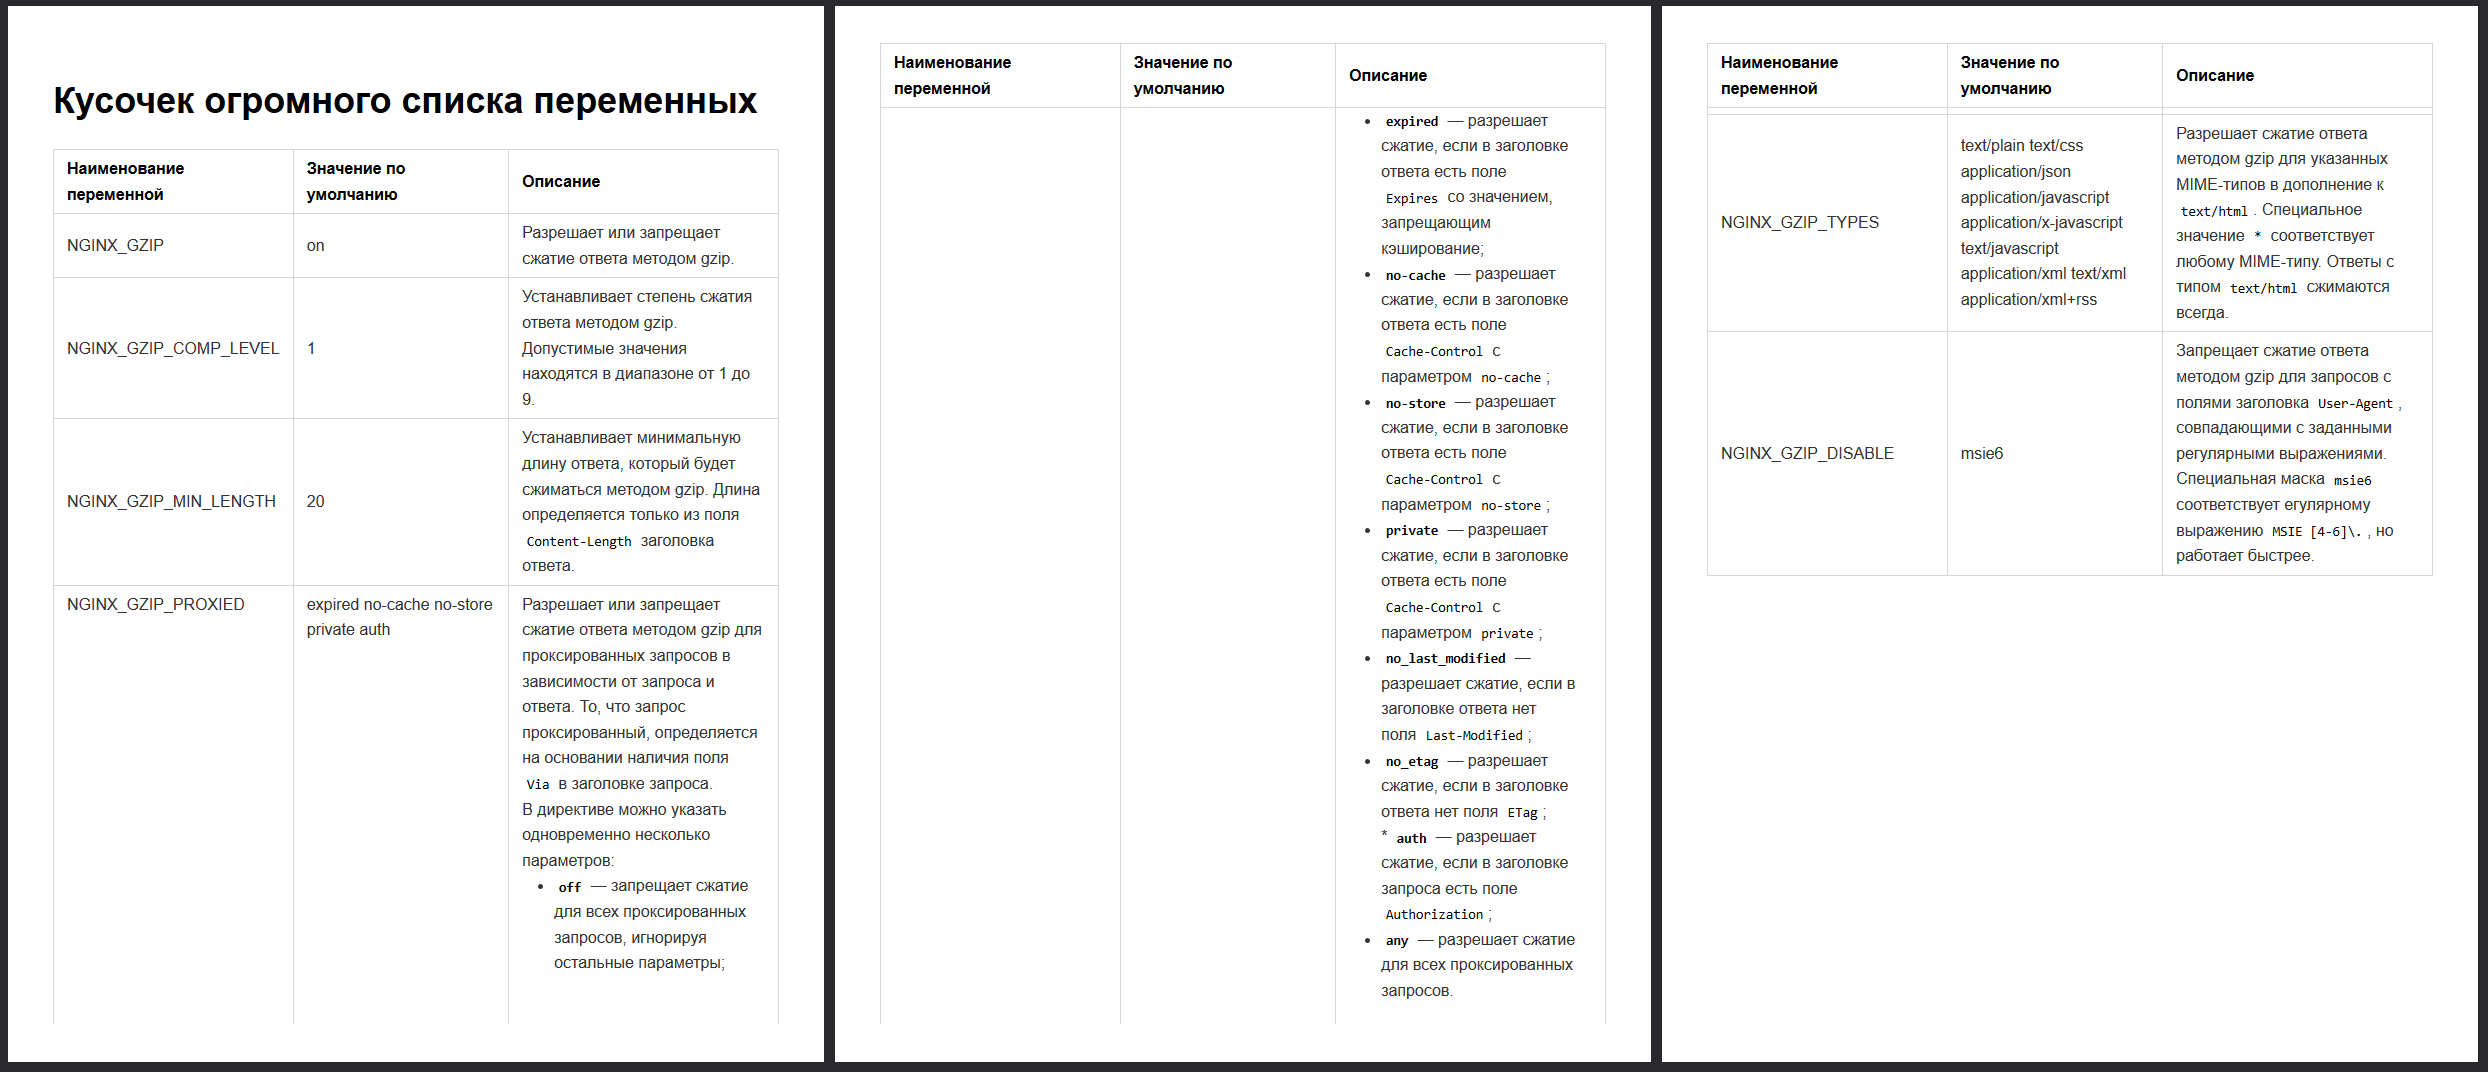 Кусочек огромного списка переменных
Наименование
переменной
Значение по
умолчанию
Описание
NGINX_GZIP
on
Разрешает или запрещает
сжатие ответа методом gzip.
NGINX_GZIP_COMP_LEVEL
1
Устанавливает степень сжатия
ответа методом gzip.
Допустимые значения
находятся в диапазоне от 1 до
9.
NGINX_GZIP_MIN_LENGTH
20
Устанавливает минимальную
длину ответа, который будет
сжиматься методом gzip. Длина
определяется только из поля
Content-Length заголовка
ответа.
NGINX_GZIP_PROXIED
expired no-cache no-store
private auth
Разрешает или запрещает
сжатие ответа методом gzip для
проксированных запросов в
зависимости от запроса и
ответа. То, что запрос
проксированный, определяется
на основании наличия поля
Via в заголовке запроса.
В директиве можно указать
одновременно несколько
параметров:
• off — запрещает сжатие
для всех проксированных
запросов, игнорируя
остальные параметры;
Наименование
переменной
Значение по
умолчанию
Описание
• expired — разрешает
сжатие, если в заголовке
ответа есть поле
Expires со значением,
запрещающим
кэширование;
• no-cache — разрешает
сжатие, если в заголовке
ответа есть поле
Cache-Control с
параметром no-cache ;
• no-store — разрешает
сжатие, если в заголовке
ответа есть поле
Cache-Control с
параметром no-store ;
• private — разрешает
сжатие, если в заголовке
ответа есть поле
Cache-Control с
параметром private ;
• no_last_modified —
разрешает сжатие, если в
заголовке ответа нет
поля Last-Modified ;
• no_etag — разрешает
сжатие, если в заголовке
ответа нет поля ETag ;
* auth — разрешает
сжатие, если в заголовке
запроса есть поле
Authorization ;
• any — разрешает сжатие
для всех проксированных
запросов.
Наименование
переменной
Значение по
умолчанию
Описание
NGINX_GZIP_TYPES
text/plain text/css
application/json
application/javascript
application/x-javascript
text/javascript
application/xml text/xml
application/xml+rss
Разрешает сжатие ответа
методом gzip для указанных
MIME-типов в дополнение к
text/html . Специальное
значение * соответствует
любому MIME-типу. Ответы с
типом text/html сжимаются
всегда.
NGINX_GZIP_DISABLE
msie6
Запрещает сжатие ответа
методом gzip для запросов с
полями заголовка User-Agent ,
совпадающими с заданными
регулярными выражениями.
Специальная маска msie6
соответствует егулярному
выражению MSIE [4-6]\. , но
работает быстрее.